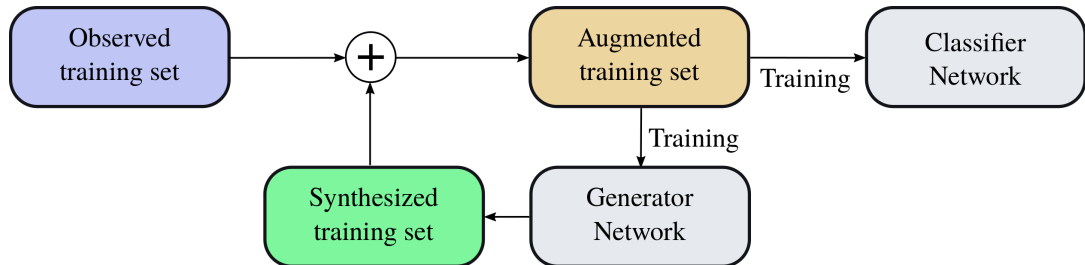 Observed
training set
+
Augmented
training set
Training
Classifier
Network
Training
Synthesized
training set
Generator
Network